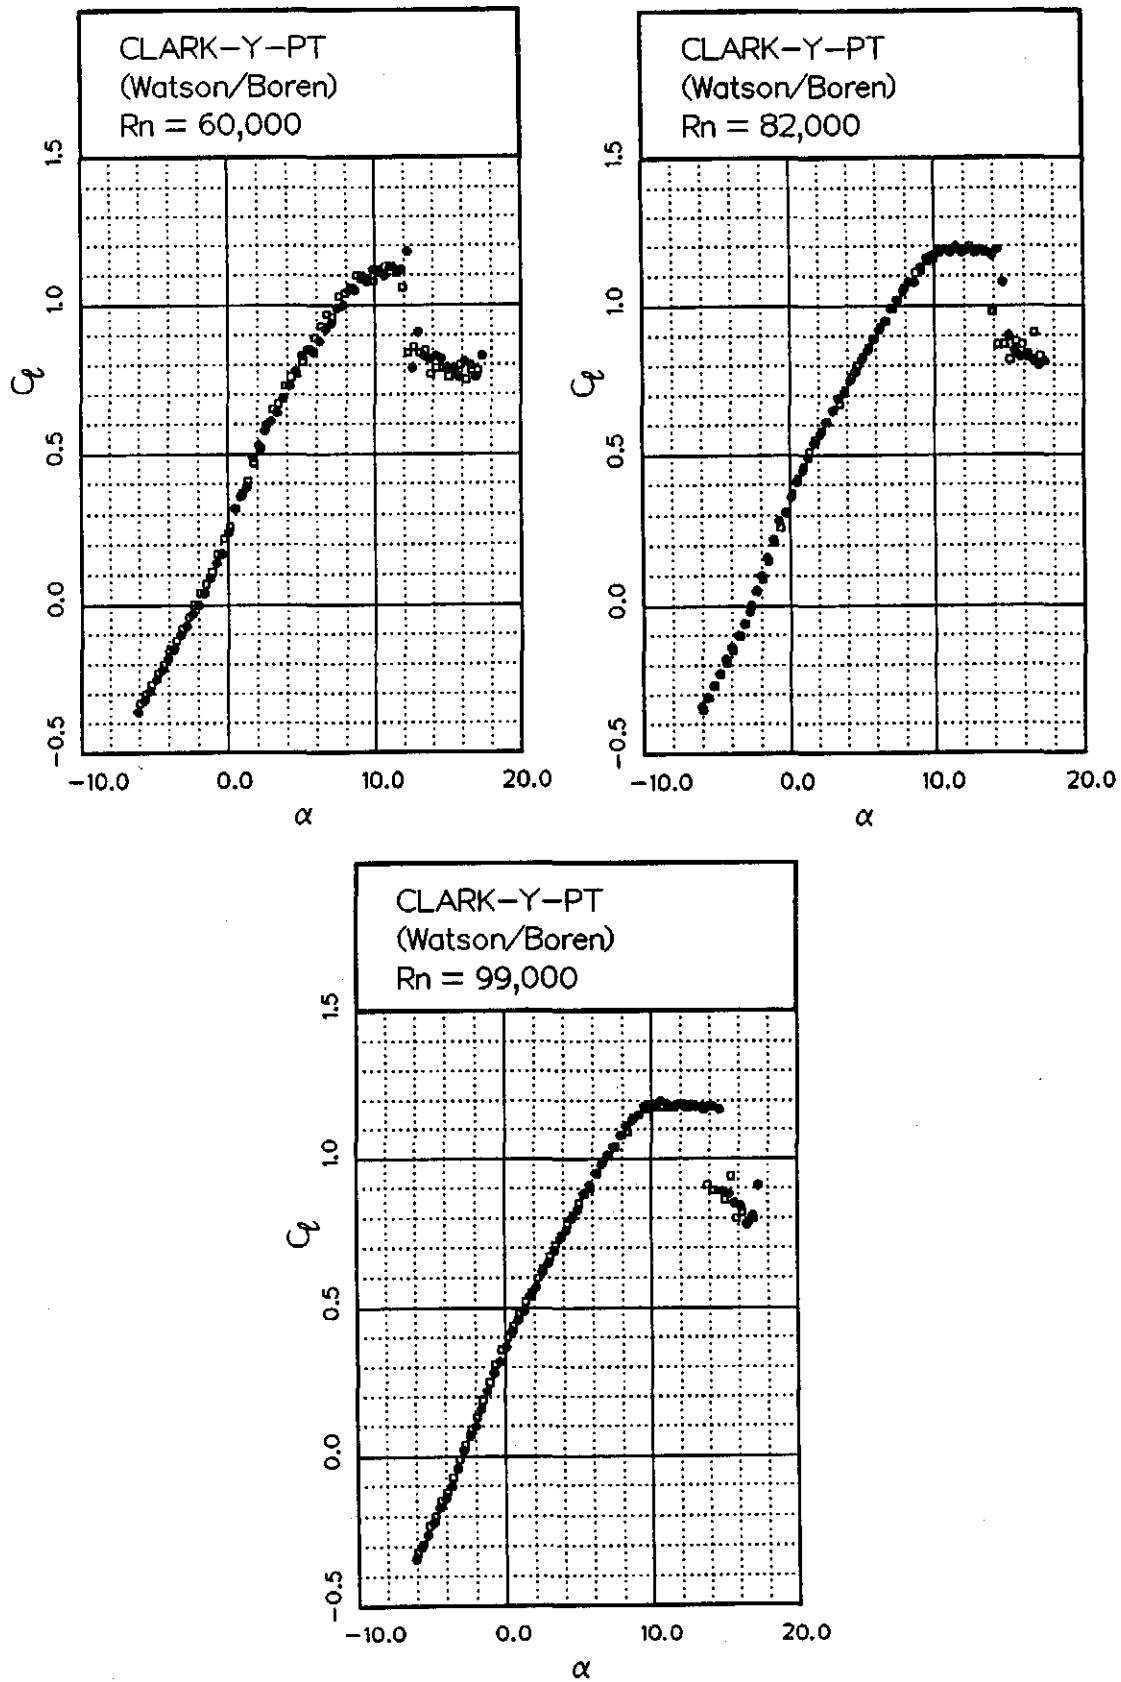 CLARK-Y-PT
(Watson/Boren)
Rn = 60,000
1.5
1.0
0.5
0.0
-0.5
Cℓ
-10.0 0.0 10.0 20.0
α
CLARK-Y-PT
(Watson/Boren)
Rn = 82,000
1.5
1.0
0.5
0.0
-0.5
Cℓ
-10.0 0.0 10.0 20.0
α
CLARK-Y-PT
(Watson/Boren)
Rn = 99,000
1.5
1.0
0.5
0.0
-0.5
Cℓ
-10.0 0.0 10.0 20.0
α